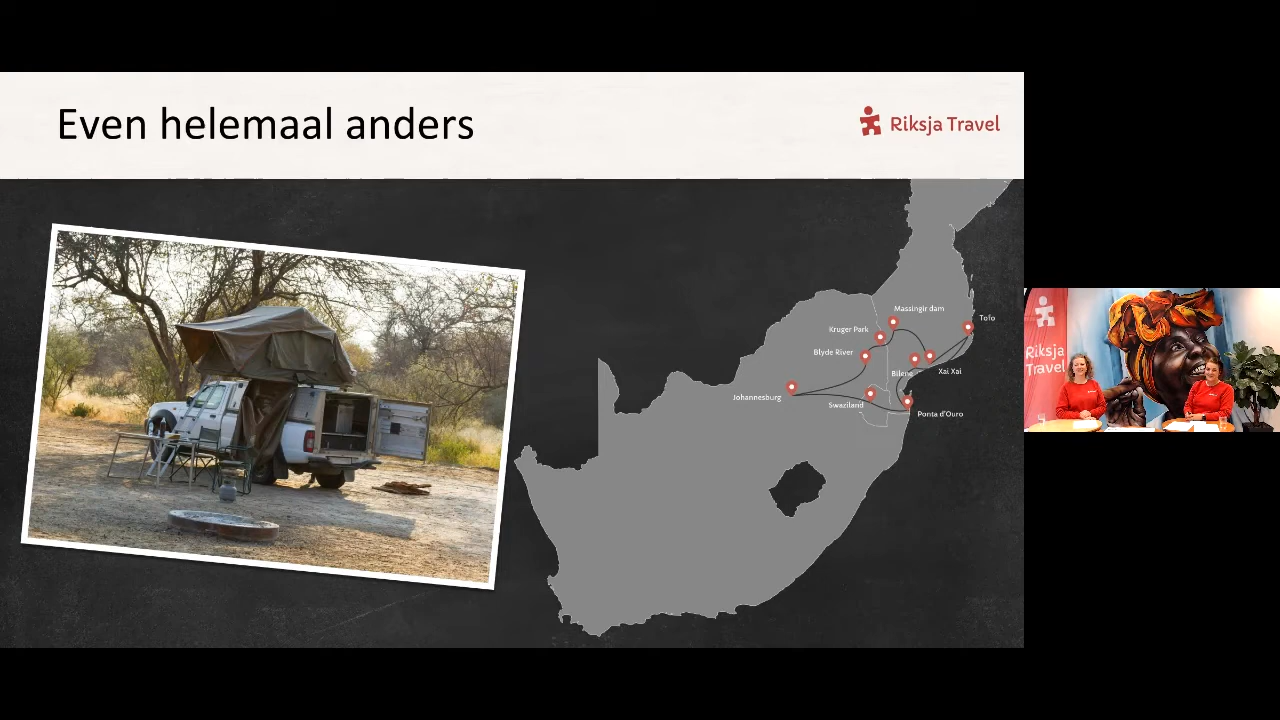 Even helemaal anders
Riksja Travel
Massingir dam
Tofo
Kruger Park
Blyde River
Bilene
Xai Xai
Johannesburg
Swaziland
Ponta d'Ouro
Riksja
Travel